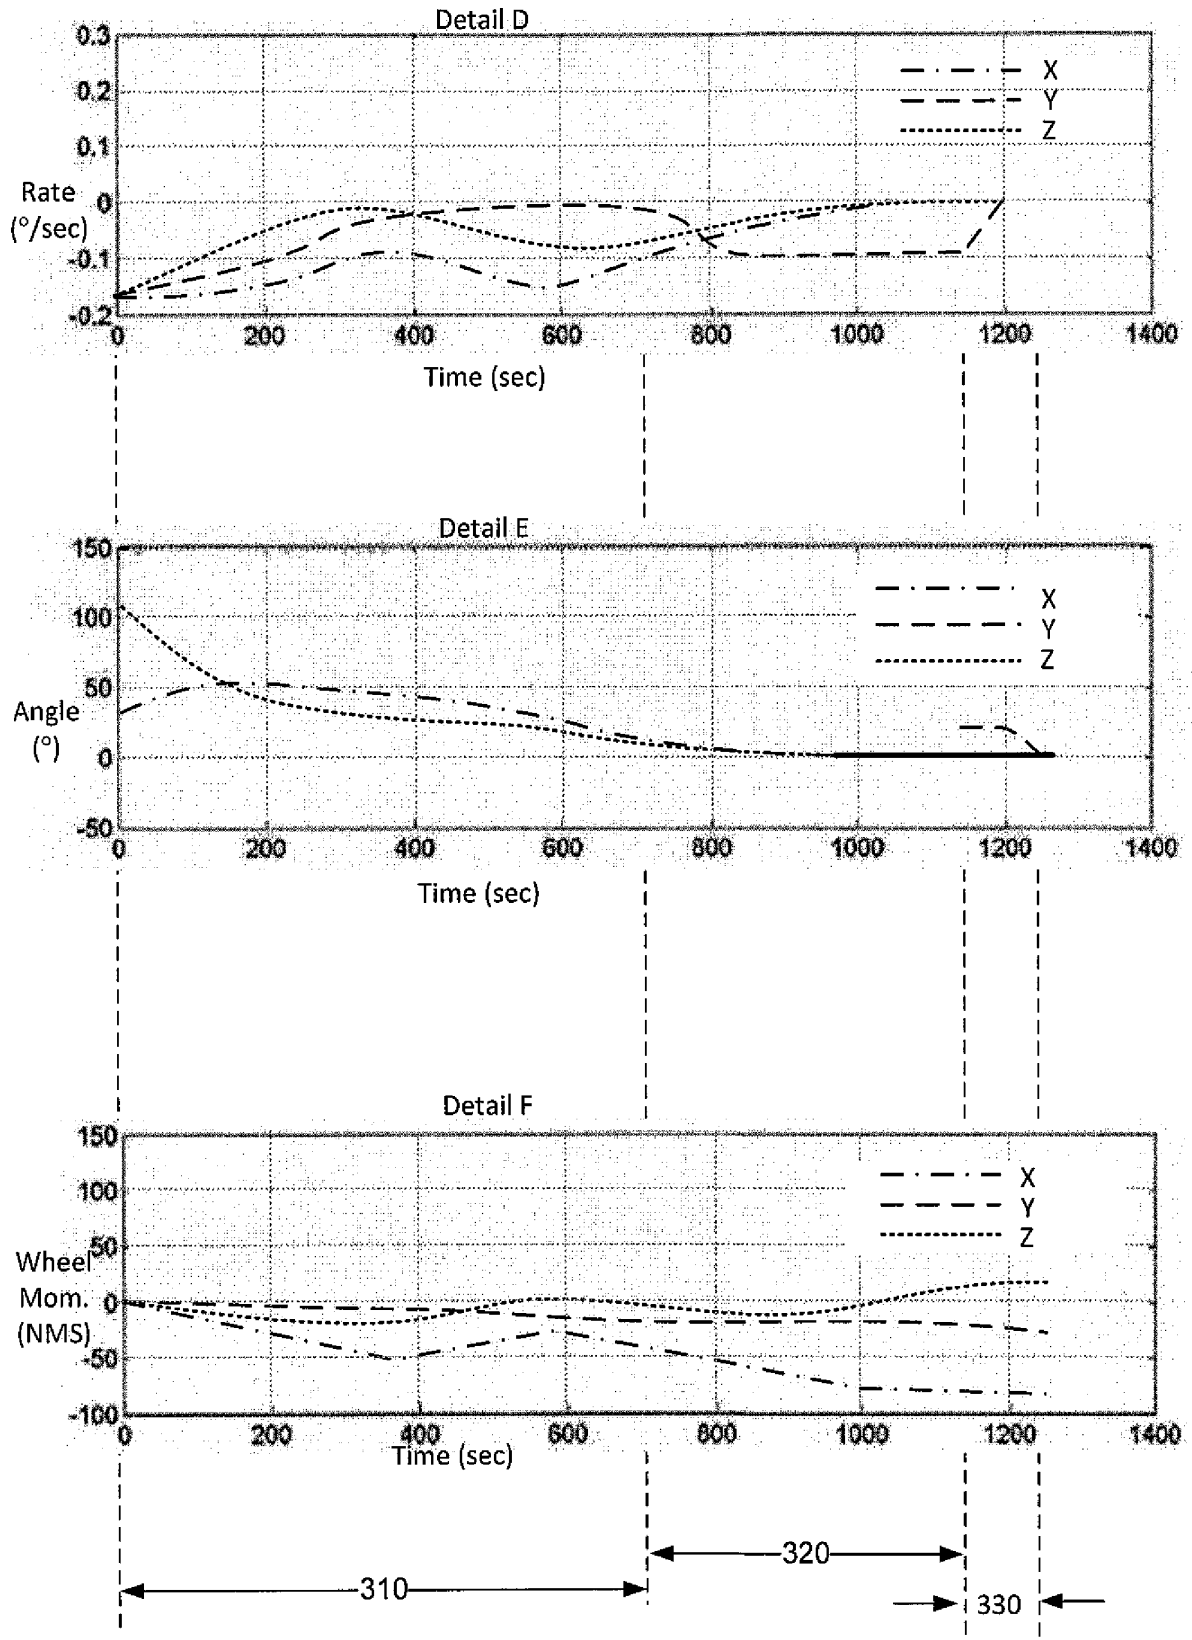 Detail D
0.3
0.2
0.1
0
-0.1
-0.2
Rate
(°/sec)
X
Y
Z
0 200 400 600 800 1000 1200 1400
Time (sec)
Detail E
150
100
50
0
-50
Angle
(°)
X
Y
Z
0 200 400 600 800 1000 1200 1400
Time (sec)
Detail F
150
100
50
0
-50
-100
Wheel
Mom.
(NMS)
X
Y
Z
0 200 400 600 800 1000 1200 1400
Time (sec)
320
310
330